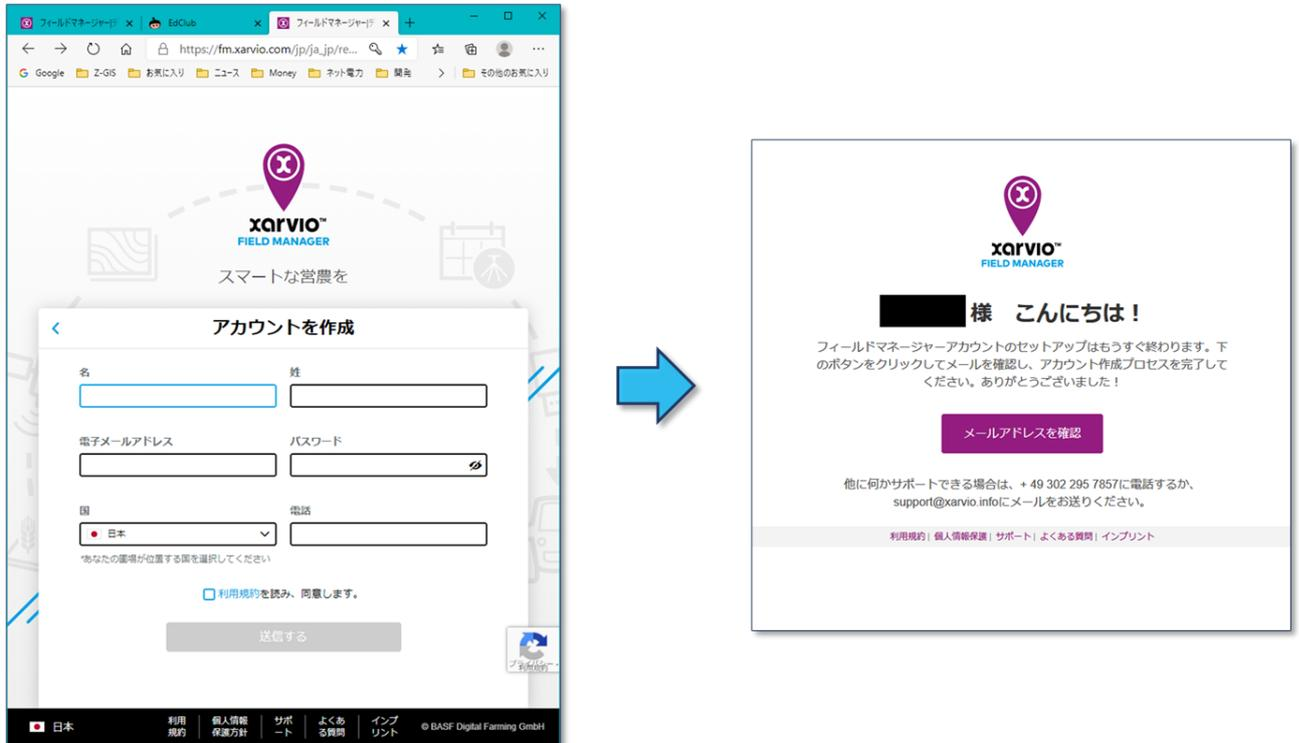 フィールドマネージャー|デ
EdClub
フィールドマネージャー|デ
https://fm.xarvio.com/jp/ja_jp/re...
Google Z-GIS お気に入り ニュース Money ネット電力 開発 その他のお気に入り
xarvio™
FIELD MANAGER
スマートな営農を
アカウントを作成
名 姓
電子メールアドレス パスワード
国 電話
日本
*あなたの圃場が位置する国を選択してください
利用規約を読み、同意します。
送信する
プライバシー・
利用規約
日本
利用規約
個人情報保護方針
サポート
よくある質問
インプリント
© BASF Digital Farming GmbH
xarvio™
FIELD MANAGER
様 こんにちは！
フィールドマネージャーアカウントのセットアップはもうすぐ終わります。下
のボタンをクリックしてメールを確認し、アカウント作成プロセスを完了して
ください。ありがとうございました！
メールアドレスを確認
他に何かサポートできる場合は、+ 49 302 295 7857に電話するか、
support@xarvio.infoにメールをお送りください。
利用規約 | 個人情報保護 | サポート | よくある質問 | インプリント